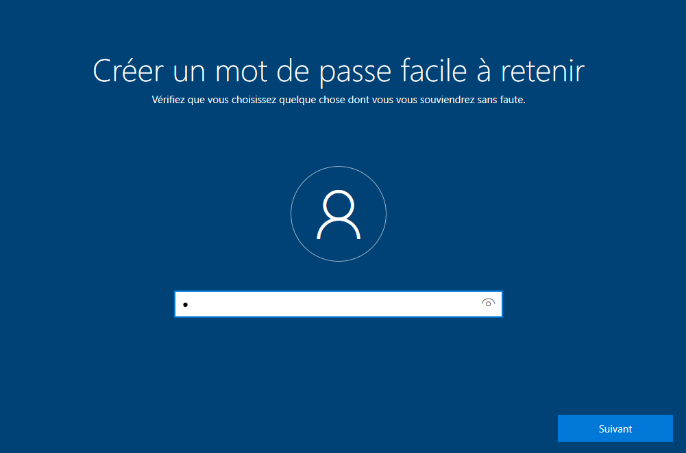 Créer un mot de passe facile à retenir
Vérifiez que vous choisissez quelque chose dont vous vous souviendrez sans faute.
●
Suivant